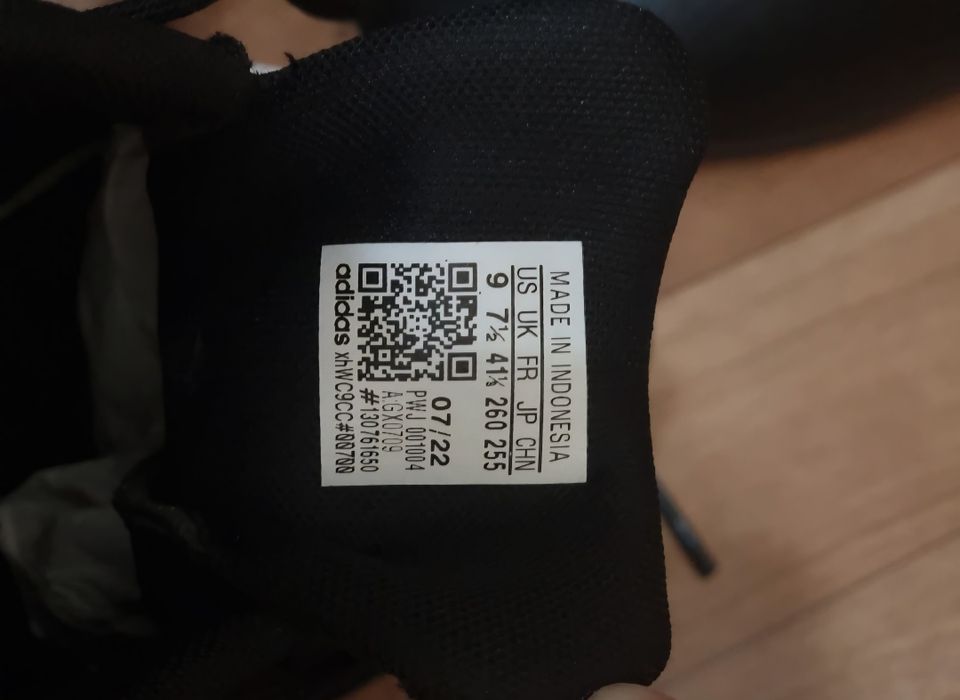 MADE IN INDONESIA
US UK FR JP CHN
9 7½ 41⅓ 260 255
07/22
PWJ 001004
A:GX0709
#130761650
adidas xhWC9CC#00700